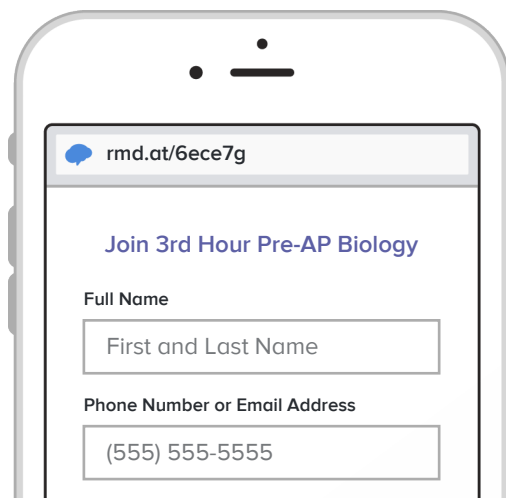 rmd.at/6ece7g
Join 3rd Hour Pre-AP Biology
Full Name
First and Last Name
Phone Number or Email Address
(555) 555-5555